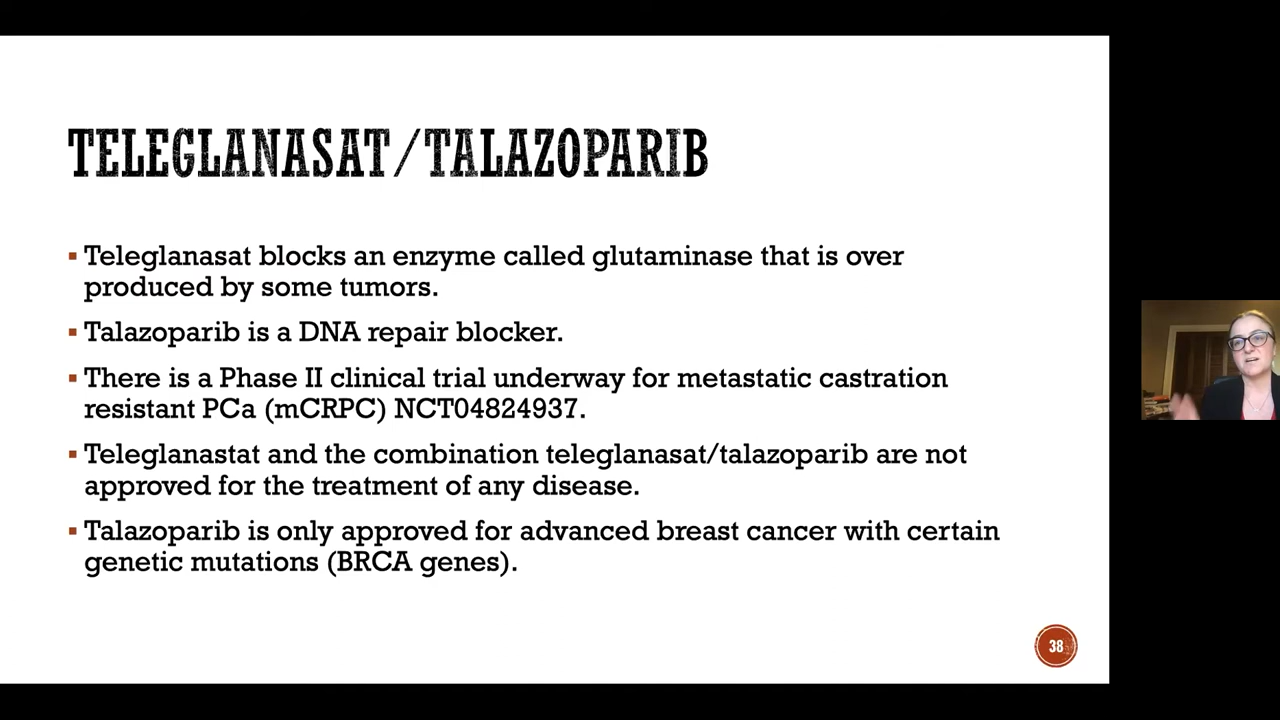 TELEGLANASAT/TALAZOPARIB
▪ Teleglanasat blocks an enzyme called glutaminase that is over
produced by some tumors.
▪ Talazoparib is a DNA repair blocker.
▪ There is a Phase II clinical trial underway for metastatic castration
resistant PCa (mCRPC) NCT04824937.
▪ Teleglanastat and the combination teleglanasat/talazoparib are not
approved for the treatment of any disease.
▪ Talazoparib is only approved for advanced breast cancer with certain
genetic mutations (BRCA genes).
38